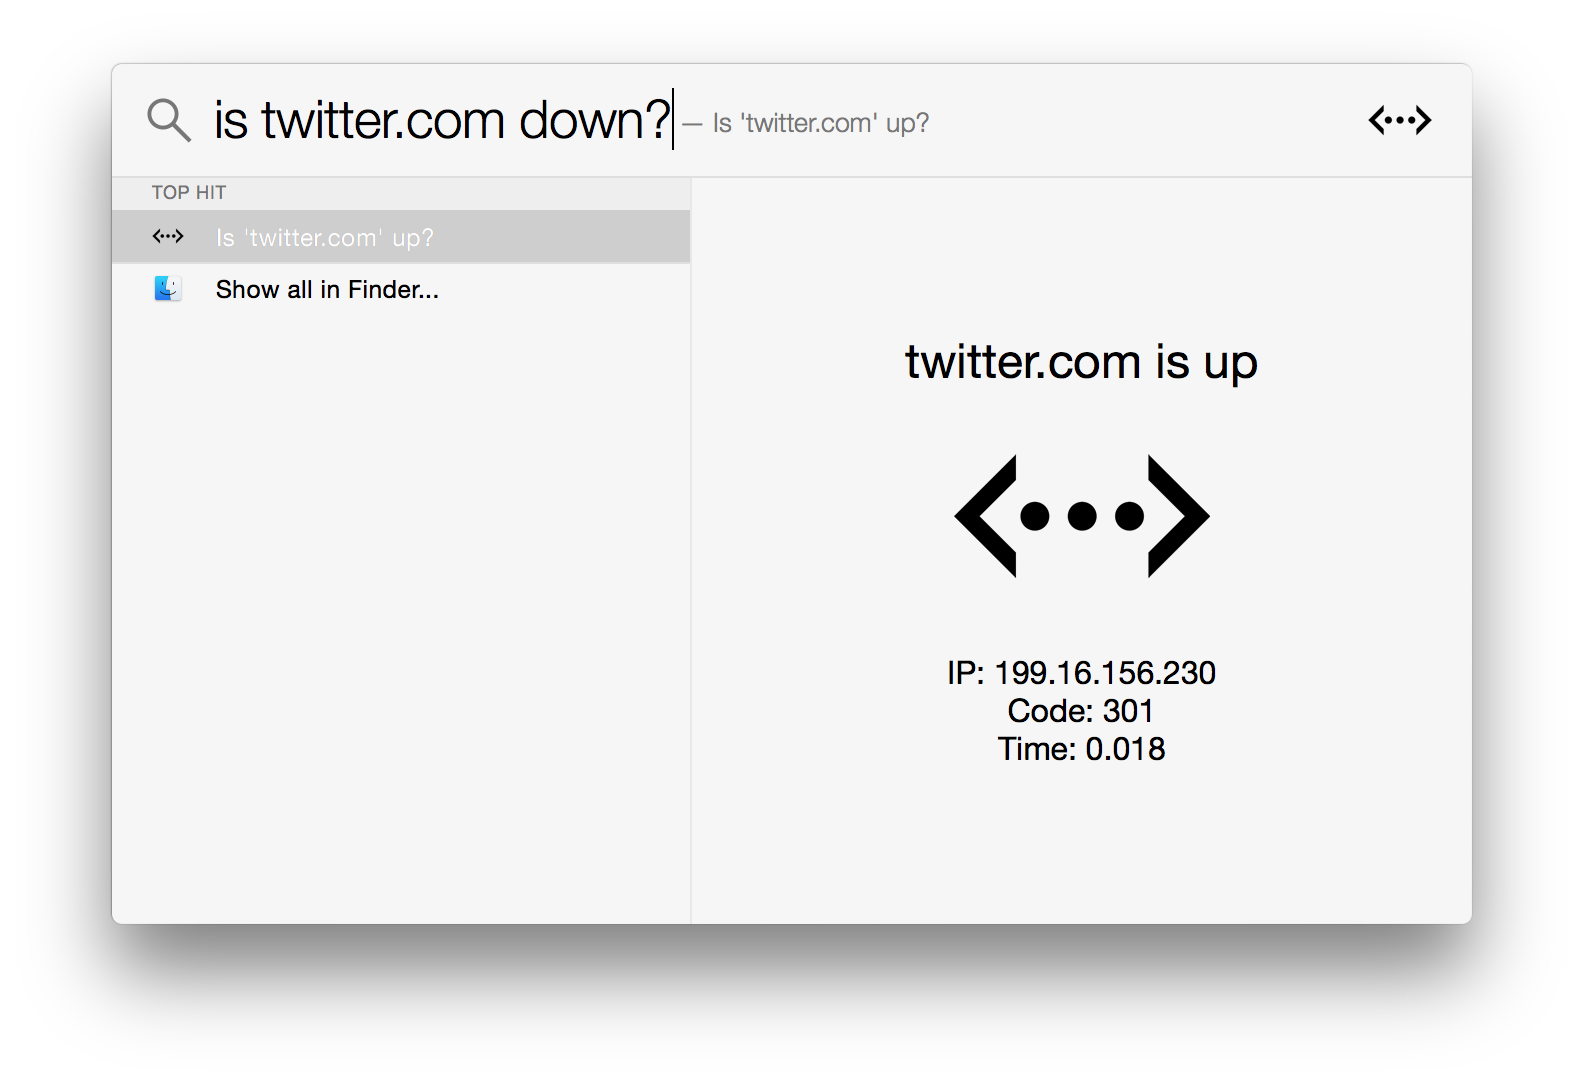 is twitter.com down? — Is 'twitter.com' up?
TOP HIT
Is 'twitter.com' up?
Show all in Finder...
twitter.com is up
IP: 199.16.156.230
Code: 301
Time: 0.018